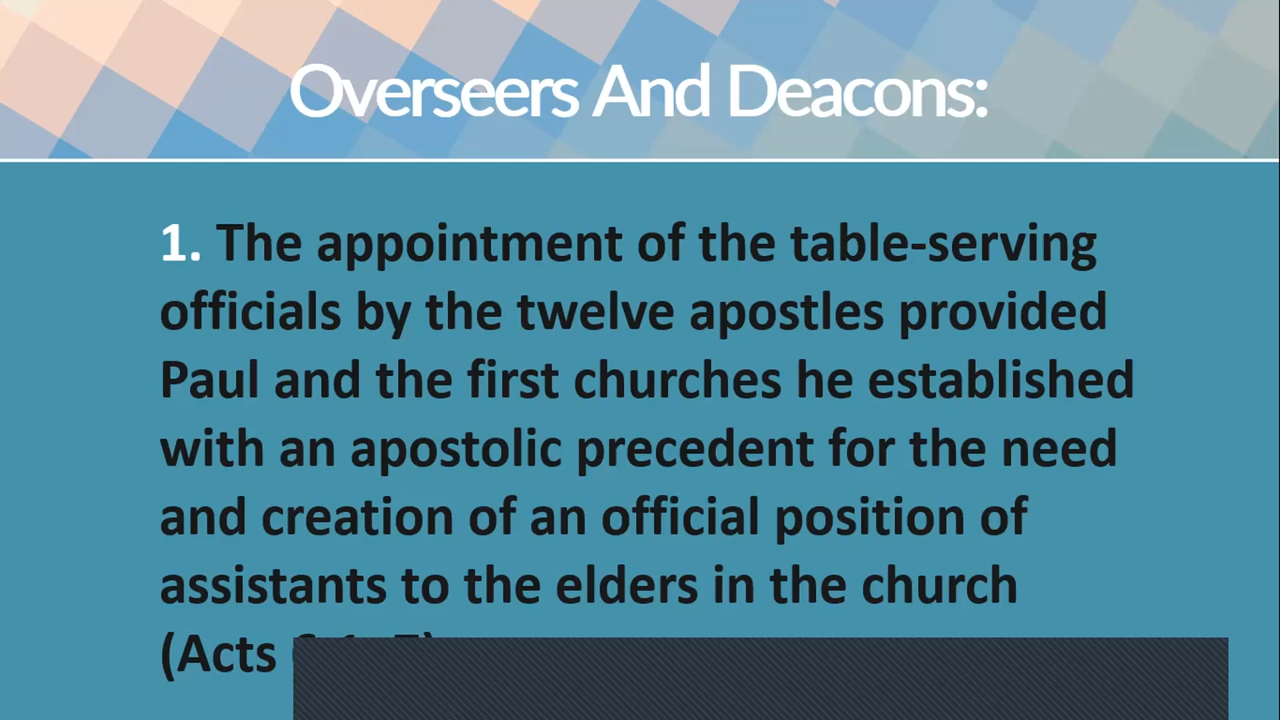 Overseers And Deacons:
1. The appointment of the table-serving
officials by the twelve apostles provided
Paul and the first churches he established
with an apostolic precedent for the need
and creation of an official position of
assistants to the elders in the church
(Acts